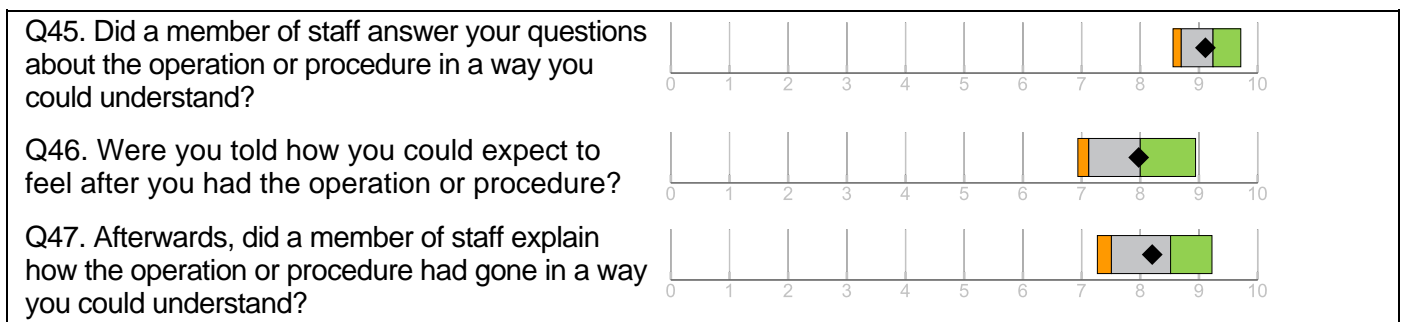 Q45. Did a member of staff answer your questions
about the operation or procedure in a way you
could understand?
0 1 2 3 4 5 6 7 8 9 10
Q46. Were you told how you could expect to
feel after you had the operation or procedure?
0 1 2 3 4 5 6 7 8 9 10
Q47. Afterwards, did a member of staff explain
how the operation or procedure had gone in a way
you could understand?
0 1 2 3 4 5 6 7 8 9 10